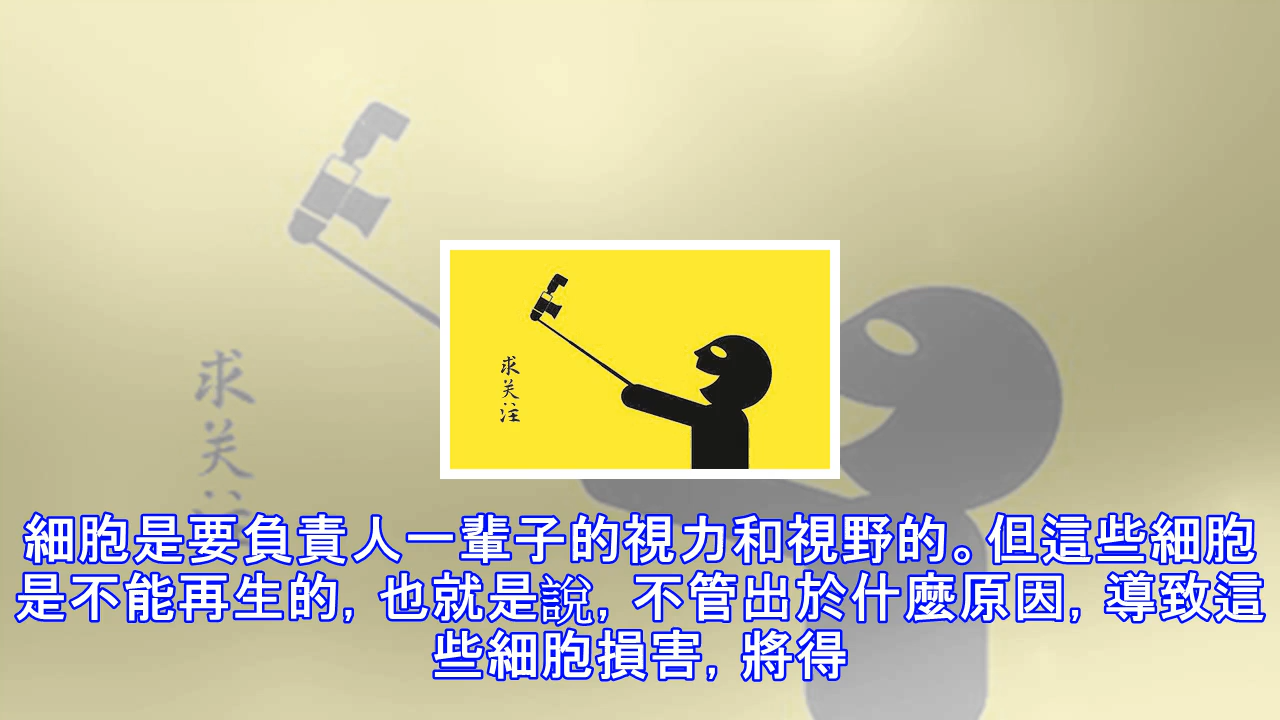 求关注
細胞是要負責人一輩子的視力和視野的。但這些細胞
是不能再生的, 也就是說, 不管出於什麼原因, 導致這
些細胞損害, 將得
求关